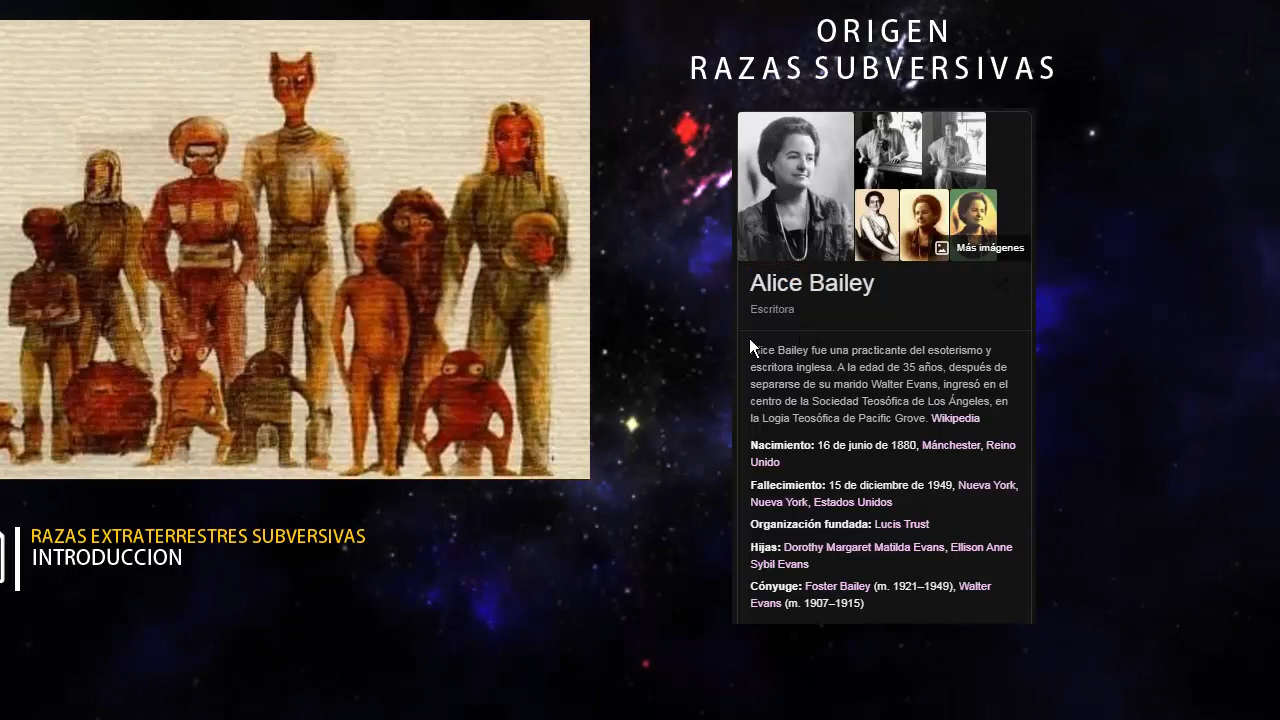 ORIGEN
RAZAS SUBVERSIVAS
Más imágenes
Alice Bailey
Escritora
ice Bailey fue una practicante del esoterismo y
escritora inglesa. A la edad de 35 años, después de
separarse de su marido Walter Evans, ingresó en el
centro de la Sociedad Teosófica de Los Ángeles, en
la Logia Teosófica de Pacific Grove. Wikipedia
Nacimiento: 16 de junio de 1880, Mánchester, Reino
Unido
Fallecimiento: 15 de diciembre de 1949, Nueva York,
Nueva York, Estados Unidos
Organización fundada: Lucis Trust
Hijas: Dorothy Margaret Matilda Evans, Ellison Anne
Sybil Evans
Cónyuge: Foster Bailey (m. 1921–1949), Walter
Evans (m. 1907–1915)
RAZAS EXTRATERRESTRES SUBVERSIVAS
INTRODUCCION